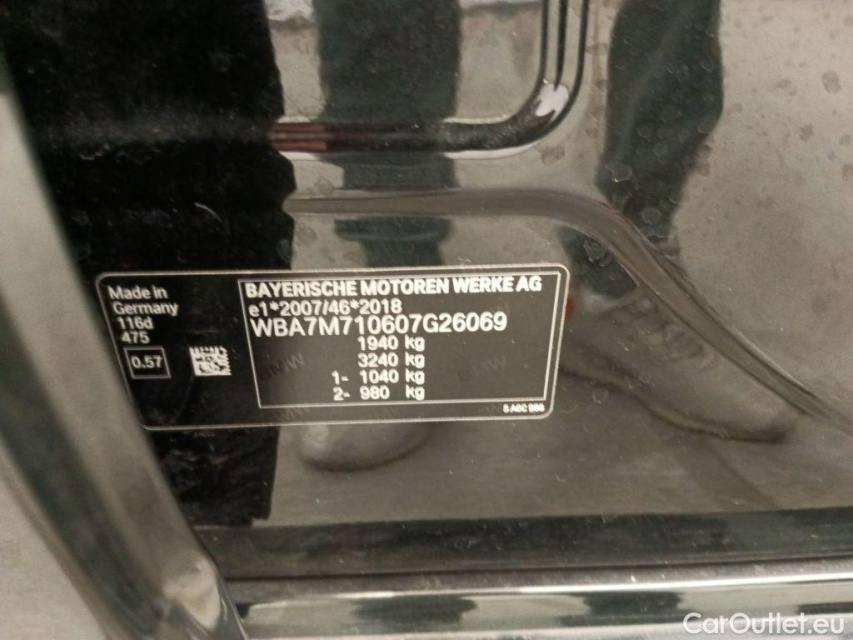 Made in
Germany
116d
475
0.57
BAYERISCHE MOTOREN WERKE AG
e1*2007/46*2018
WBA7M710607G26069
1940 kg
3240 kg
1- 1040 kg
2- 980 kg
CarOutlet.eu